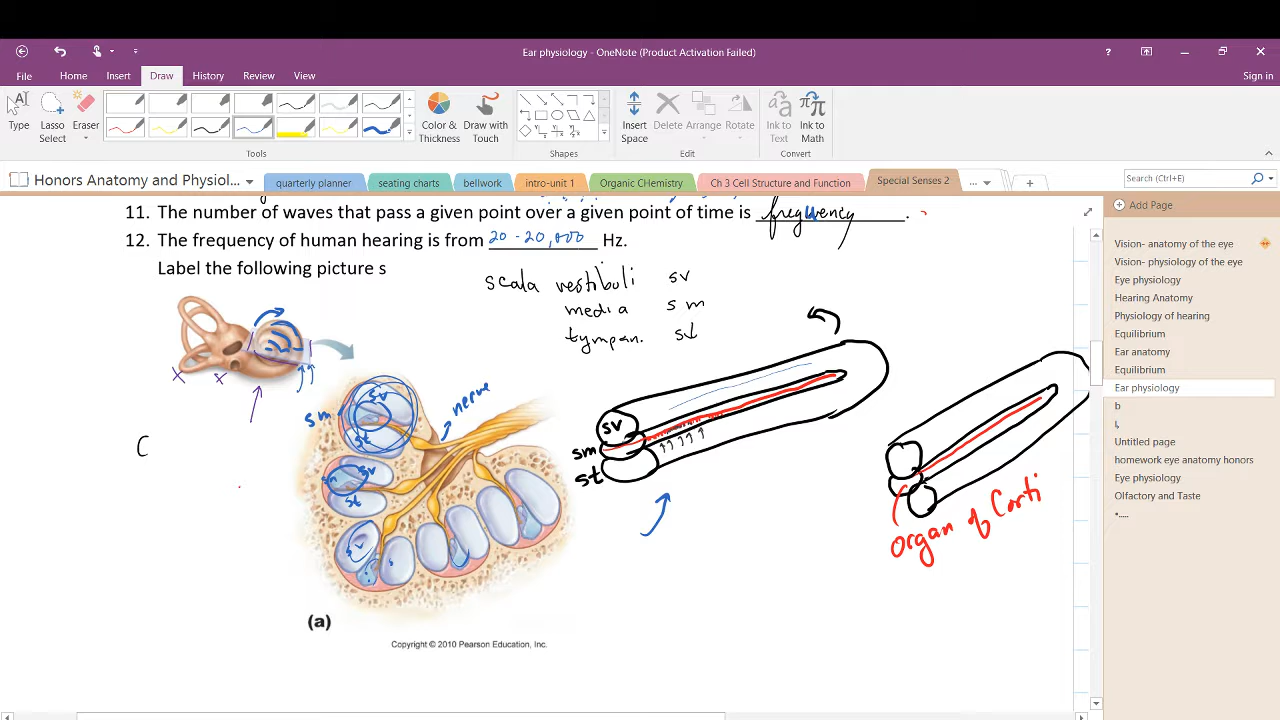 Ear physiology - OneNote (Product Activation Failed)
Sign in
File Home Insert Draw History Review View
Type
Lasso Select
Eraser
Color & Thickness
Draw with Touch
Insert Space
Delete
Arrange
Rotate
Ink to Text
Ink to Math
Tools
Shapes
Edit
Convert
Honors Anatomy and Physiol...
quarterly planner
seating charts
bellwork
intro-unit 1
Organic CHemistry
Ch 3 Cell Structure and Function
Special Senses 2
...
Search (Ctrl+E)
11. The number of waves that pass a given point over a given point of time is frequency.
12. The frequency of human hearing is from 20-20,000 Hz.
Label the following picture s
scala vestibuli sv
media sm
tympan. st
nerve
sv
sm
st
sv
sm
st
sv
s
C
sv
sm
st
organ of Corti
(a)
Copyright © 2010 Pearson Education, Inc.
Add Page
Vision- anatomy of the eye
Vision- physiology of the eye
Eye physiology
Hearing Anatomy
Physiology of hearing
Equilibrium
Ear anatomy
Equilibrium
Ear physiology
b
Untitled page
homework eye anatomy honors
Eye physiology
Olfactory and Taste
•....